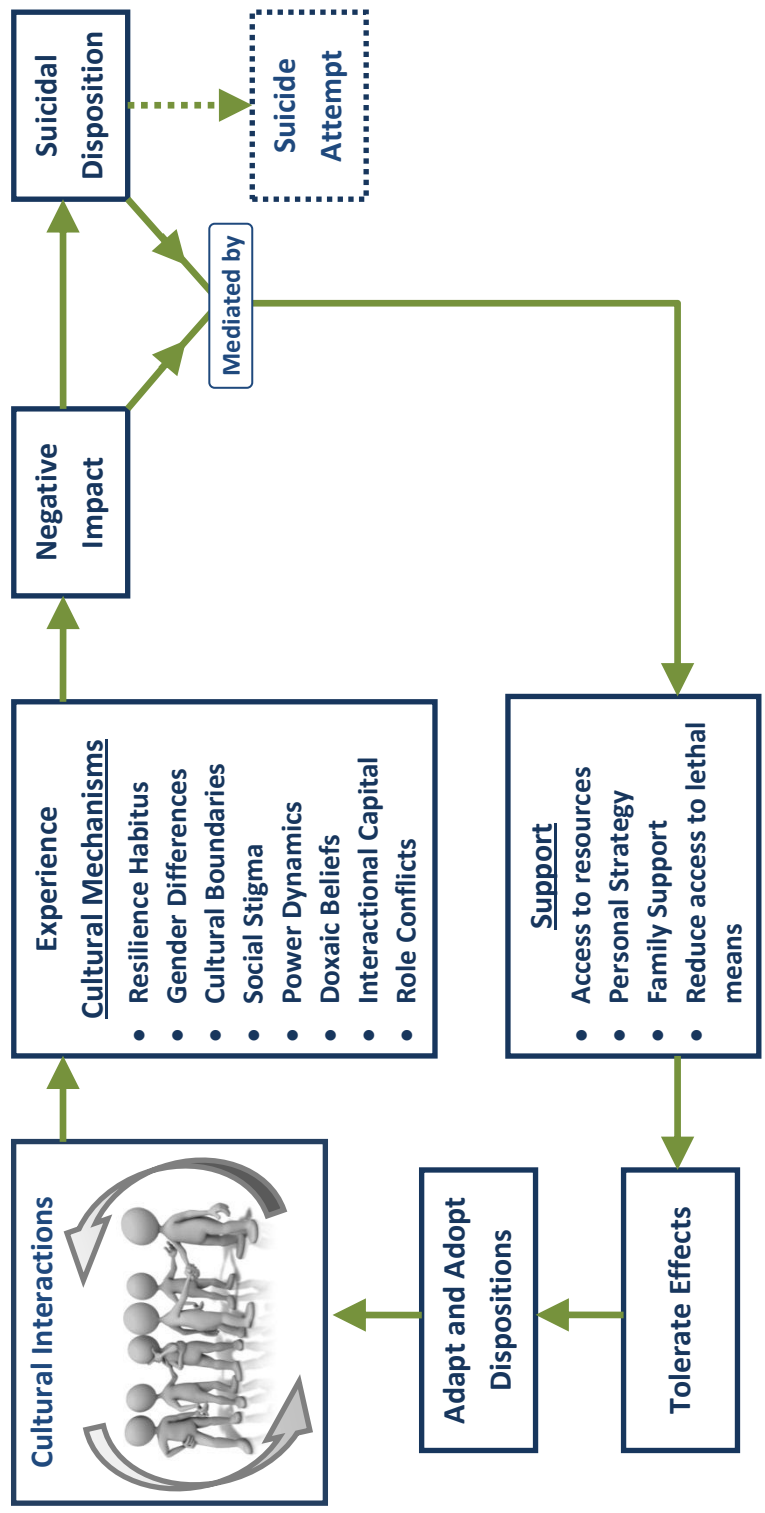 Cultural Interactions
Experience
Cultural Mechanisms
• Resilience Habitus
• Gender Differences
• Cultural Boundaries
• Social Stigma
• Power Dynamics
• Doxaic Beliefs
• Interactional Capital
• Role Conflicts
Negative
Impact
Suicidal
Disposition
Mediated by
Suicide
Attempt
Adapt and Adopt
Dispositions
Tolerate Effects
Support
• Access to resources
• Personal Strategy
• Family Support
• Reduce access to lethal
means